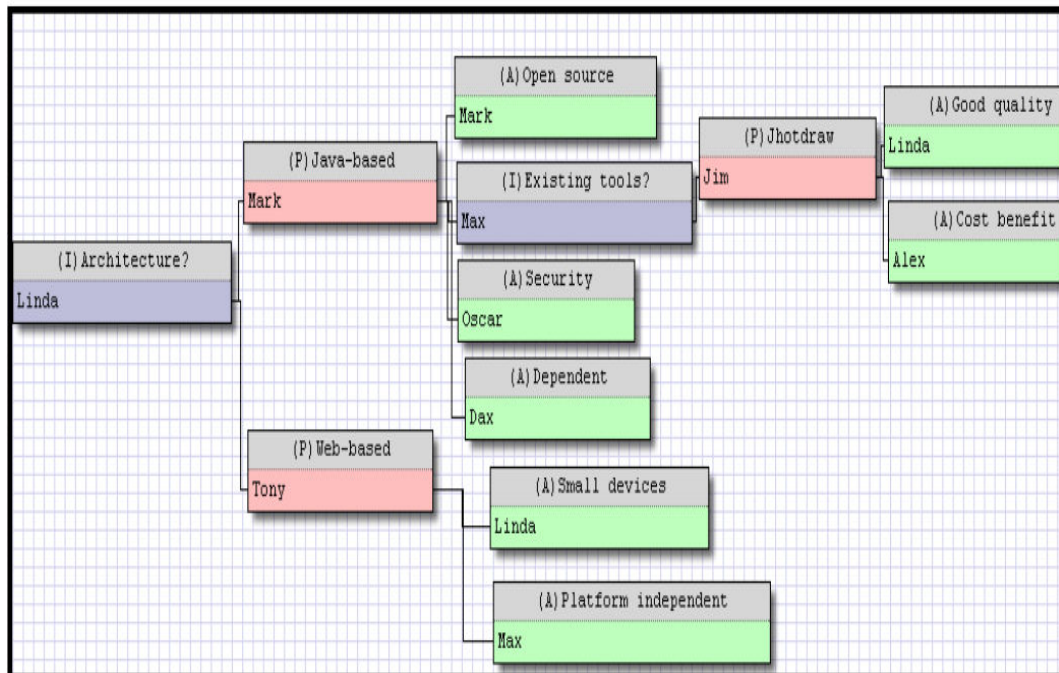 (I)Architecture?
Linda
(P)Java-based
Mark
(A)Open source
Mark
(I)Existing tools?
Max
(P)Jhotdraw
Jim
(A)Good quality
Linda
(A)Cost benefit
Alex
(A)Security
Oscar
(A)Dependent
Dax
(P)Web-based
Tony
(A)Small devices
Linda
(A)Platform independent
Max